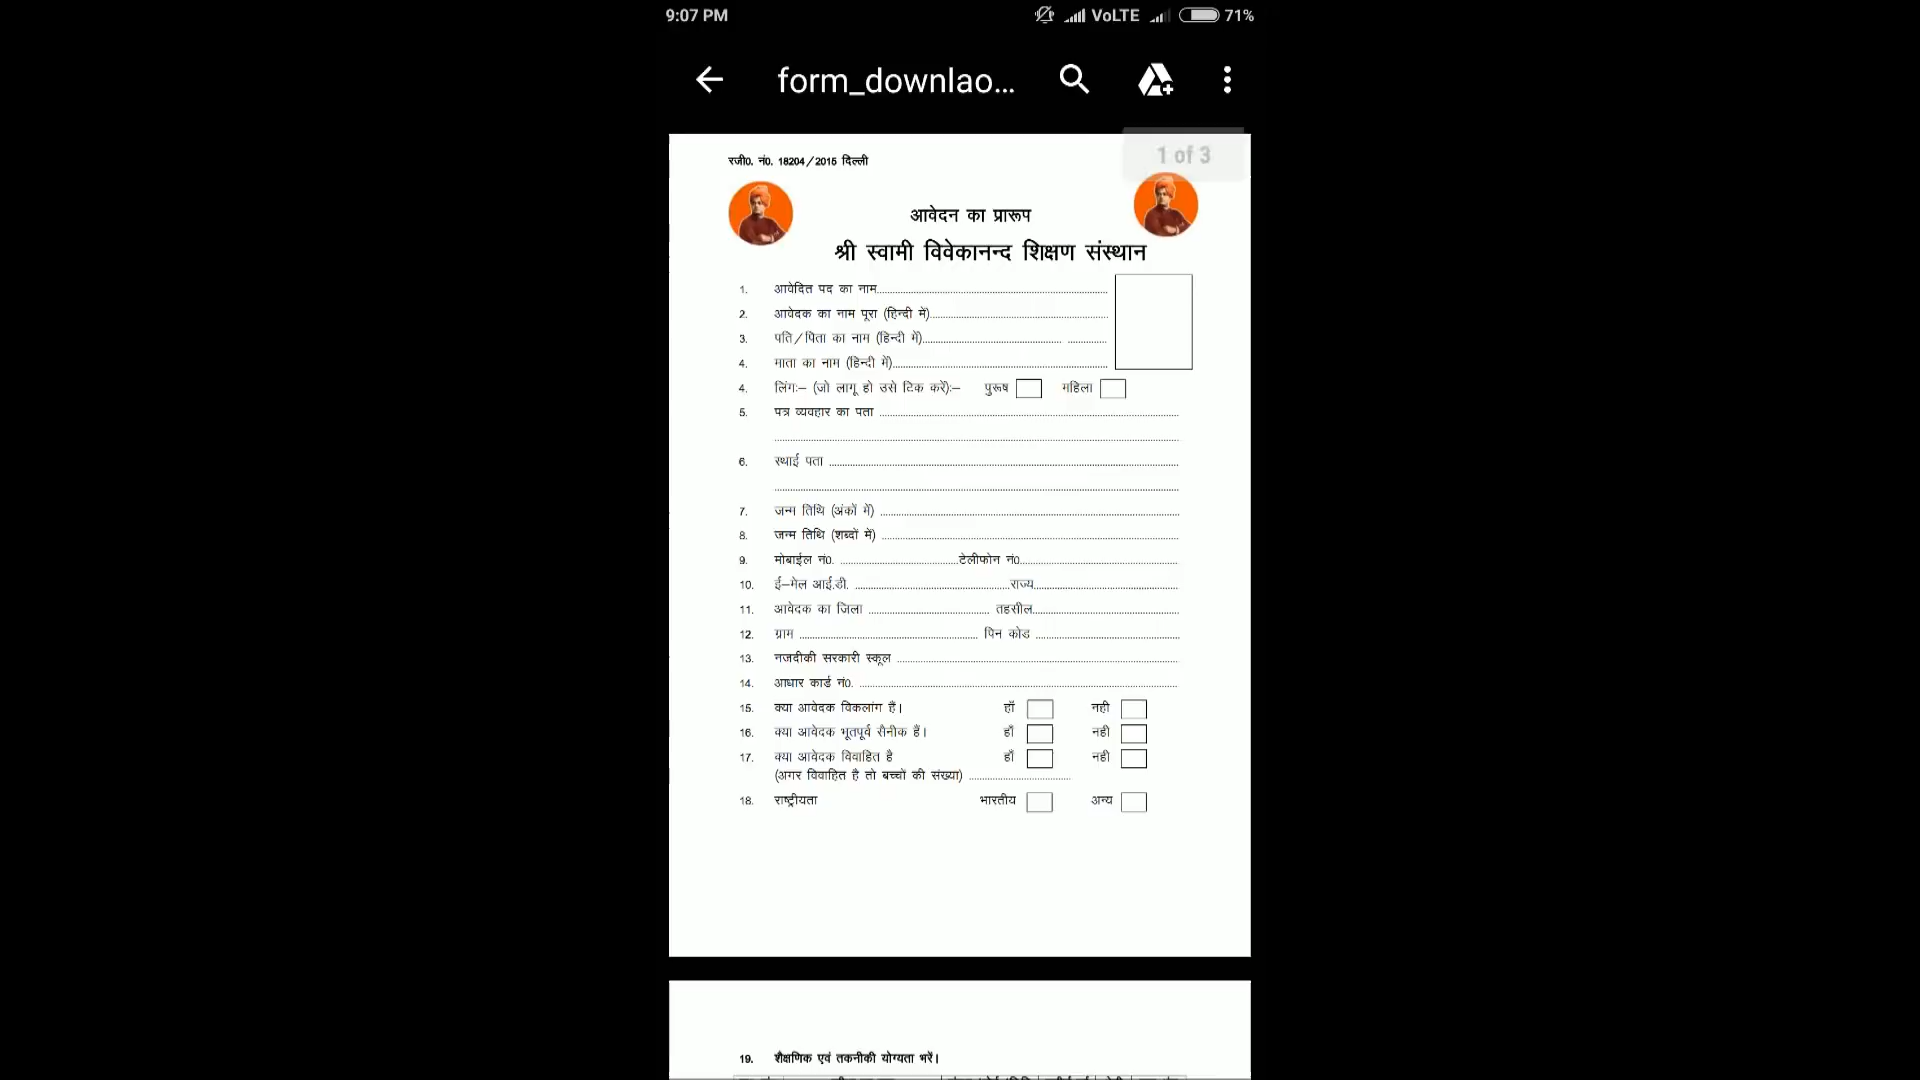 9:07 PM VoLTE 71%
form_downlao...
1 of 3
रजी0. नं0. 18204/2015 दिल्ली
आवेदन का प्रारूप
श्री स्वामी विवेकानन्द शिक्षण संस्थान
1. आवेदित पद का नाम
2. आवेदक का नाम पूरा (हिन्दी में)
3. पति/पिता का नाम (हिन्दी में)
4. माता का नाम (हिन्दी में)
4. लिंगः– (जो लागू हो उसे टिक करें):– पुरूष महिला
5. पत्र व्यवहार का पता
6. स्थाई पता
7. जन्म तिथि (अंकों में)
8. जन्म तिथि (शब्दों में)
9. मोबाईल नं0. टेलीफोन नं0
10. ई–मेल आई.डी. राज्य
11. आवेदक का जिला तहसील
12. ग्राम पिन कोड
13. नजदीकी सरकारी स्कूल
14. आधार कार्ड नं0.
15. क्या आवेदक विकलांग हैं। हाँ नही
16. क्या आवेदक भूतपूर्व सैनीक हैं। हाँ नही
17. क्या आवेदक विवाहित है हाँ नही
(अगर विवाहित है तो बच्चों की संख्या)
18. राष्ट्रीयता भारतीय अन्य
19. शैक्षणिक एवं तकनीकी योग्यता भरें।